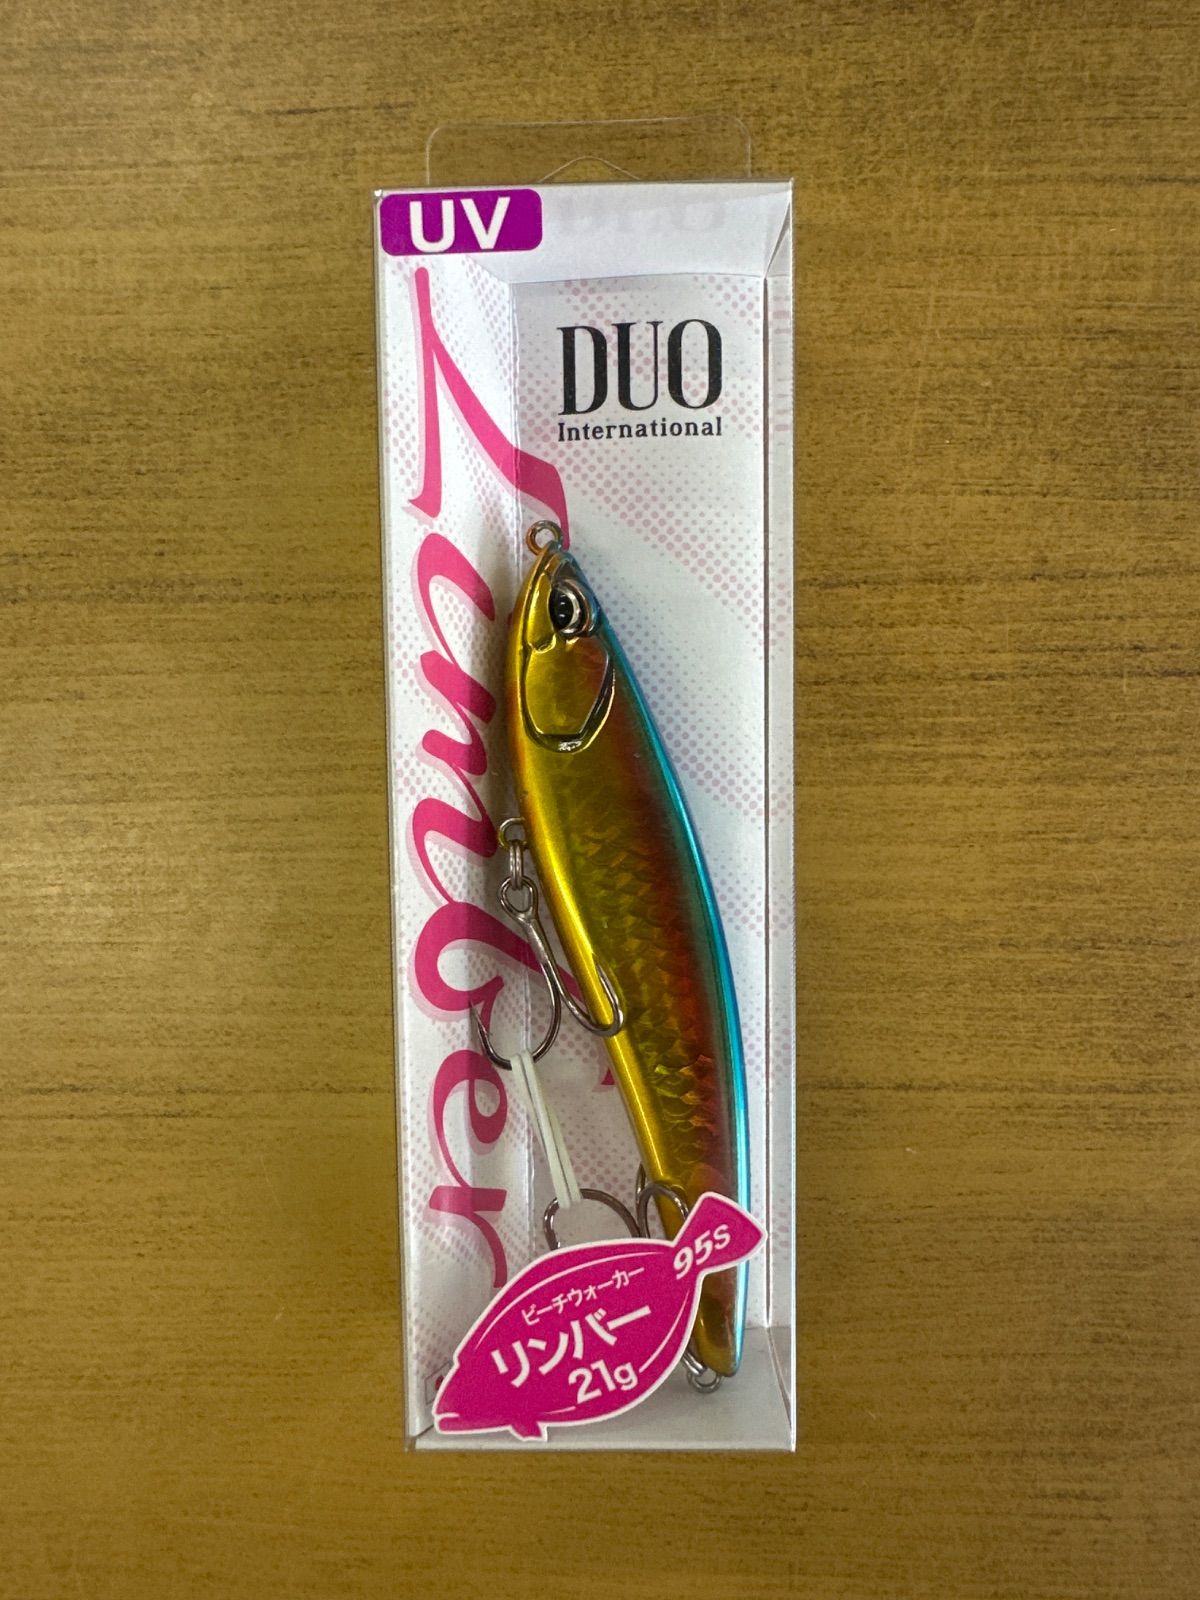 UV
DUO
International
Limber
95S
ビーチウォーカー
リンバー
21g